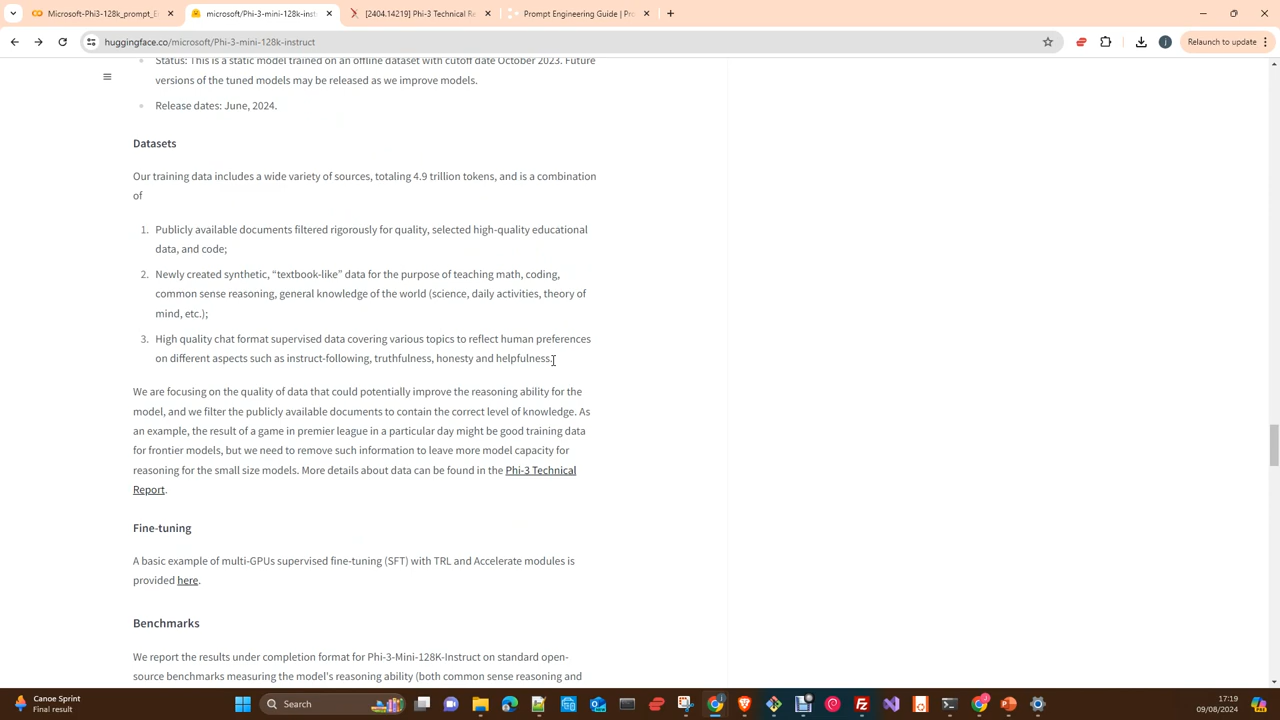 Microsoft-Phi3-128k_prompt_E
microsoft/Phi-3-mini-128k-inst
[2404.14219] Phi-3 Technical Re
Prompt Engineering Guide | Pro
huggingface.co/microsoft/Phi-3-mini-128k-instruct
Relaunch to update
Status: This is a static model trained on an offline dataset with cutoff date October 2023. Future
versions of the tuned models may be released as we improve models.
Release dates: June, 2024.
Datasets
Our training data includes a wide variety of sources, totaling 4.9 trillion tokens, and is a combination
of
1. Publicly available documents filtered rigorously for quality, selected high-quality educational
data, and code;
2. Newly created synthetic, “textbook-like” data for the purpose of teaching math, coding,
common sense reasoning, general knowledge of the world (science, daily activities, theory of
mind, etc.);
3. High quality chat format supervised data covering various topics to reflect human preferences
on different aspects such as instruct-following, truthfulness, honesty and helpfulness.
We are focusing on the quality of data that could potentially improve the reasoning ability for the
model, and we filter the publicly available documents to contain the correct level of knowledge. As
an example, the result of a game in premier league in a particular day might be good training data
for frontier models, but we need to remove such information to leave more model capacity for
reasoning for the small size models. More details about data can be found in the Phi-3 Technical
Report.
Fine-tuning
A basic example of multi-GPUs supervised fine-tuning (SFT) with TRL and Accelerate modules is
provided here.
Benchmarks
We report the results under completion format for Phi-3-Mini-128K-Instruct on standard open-
source benchmarks measuring the model's reasoning ability (both common sense reasoning and
Canoe Sprint
Final result
Search
17:19
09/08/2024